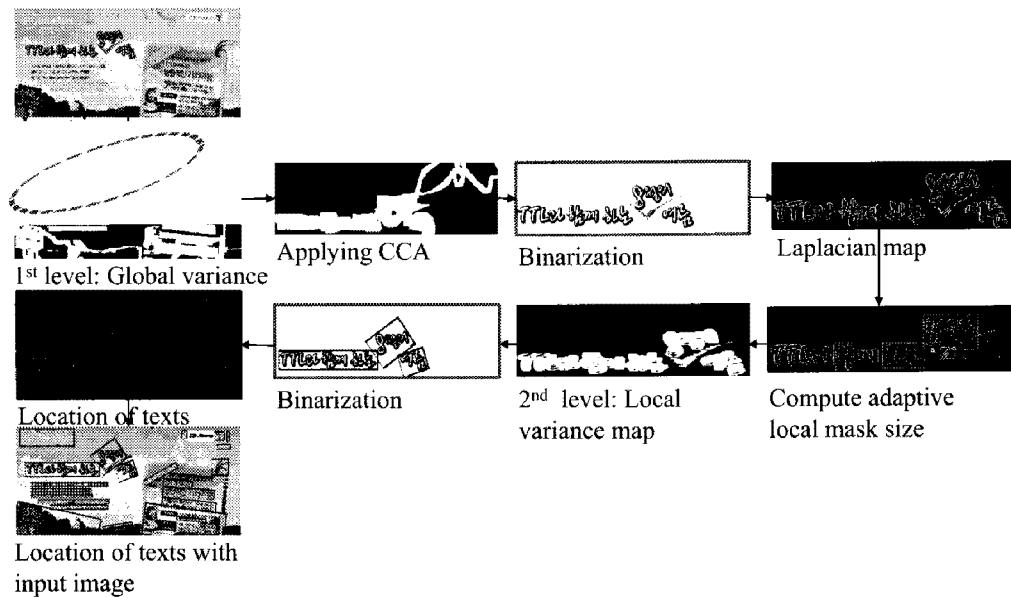 1st level: Global variance
Applying CCA
Binarization
Laplacian map
Location of texts
Binarization
2nd level: Local
variance map
Compute adaptive
local mask size
Location of texts with
input image